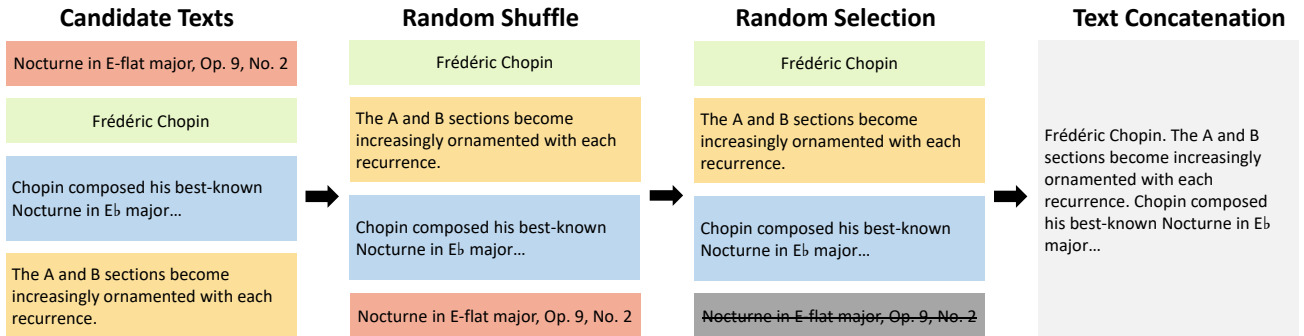 Candidate Texts
Nocturne in E-flat major, Op. 9, No. 2
Frédéric Chopin
Chopin composed his best-known
Nocturne in E♭ major…
The A and B sections become
increasingly ornamented with each
recurrence.
Random Shuffle
Frédéric Chopin
The A and B sections become
increasingly ornamented with each
recurrence.
Chopin composed his best-known
Nocturne in E♭ major…
Nocturne in E-flat major, Op. 9, No. 2
Random Selection
Frédéric Chopin
The A and B sections become
increasingly ornamented with each
recurrence.
Chopin composed his best-known
Nocturne in E♭ major…
Nocturne in E-flat major, Op. 9, No. 2
Text Concatenation
Frédéric Chopin. The A and B
sections become increasingly
ornamented with each
recurrence. Chopin composed
his best-known Nocturne in E♭
major…